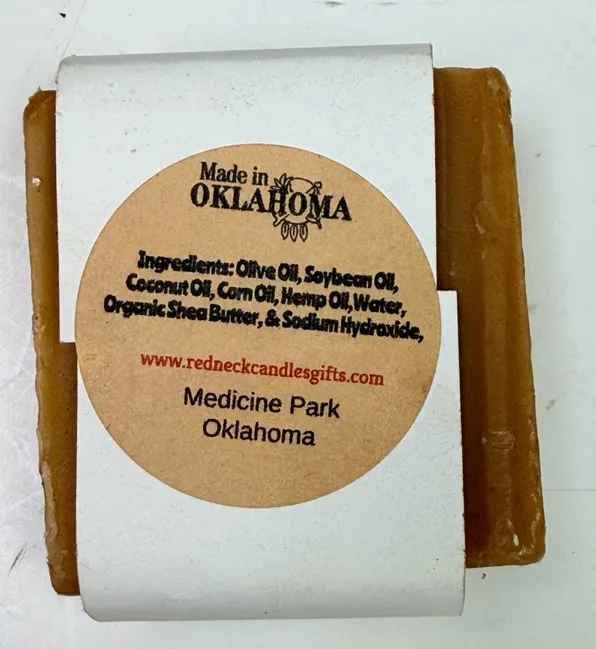 Made in
OKLAHOMA
Ingredients: Olive Oil, Soybean Oil,
Coconut Oil, Corn Oil, Hemp Oil, Water,
Organic Shea Butter, & Sodium Hydroxide,
www.redneckcandlesgifts.com
Medicine Park
Oklahoma